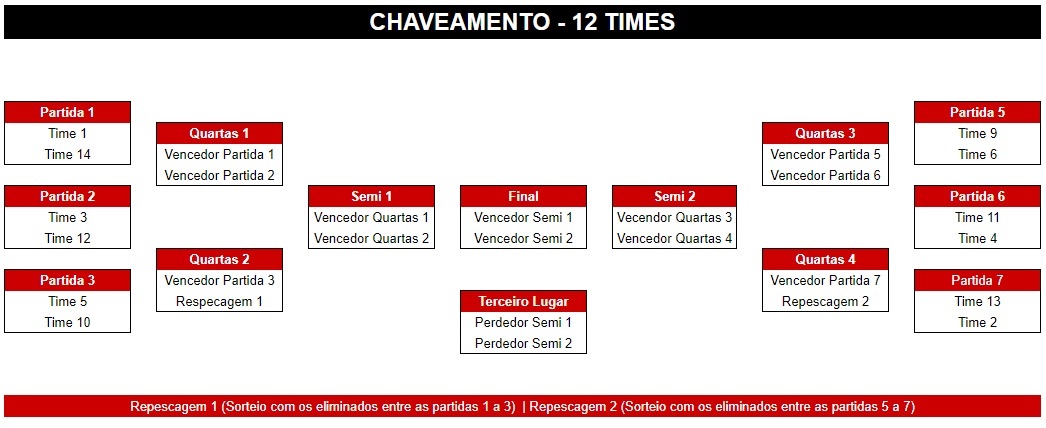 CHAVEAMENTO - 12 TIMES
Partida 1
Time 1
Time 14
Partida 2
Time 3
Time 12
Partida 3
Time 5
Time 10
Quartas 1
Vencedor Partida 1
Vencedor Partida 2
Quartas 2
Vencedor Partida 3
Respecagem 1
Semi 1
Vencedor Quartas 1
Vencedor Quartas 2
Final
Vencedor Semi 1
Vencedor Semi 2
Terceiro Lugar
Perdedor Semi 1
Perdedor Semi 2
Semi 2
Vecendor Quartas 3
Vencedor Quartas 4
Quartas 3
Vencedor Partida 5
Vencedor Partida 6
Quartas 4
Vencedor Partida 7
Repescagem 2
Partida 5
Time 9
Time 6
Partida 6
Time 11
Time 4
Partida 7
Time 13
Time 2
Repescagem 1 (Sorteio com os eliminados entre as partidas 1 a 3) | Repescagem 2 (Sorteio com os eliminados entre as partidas 5 a 7)